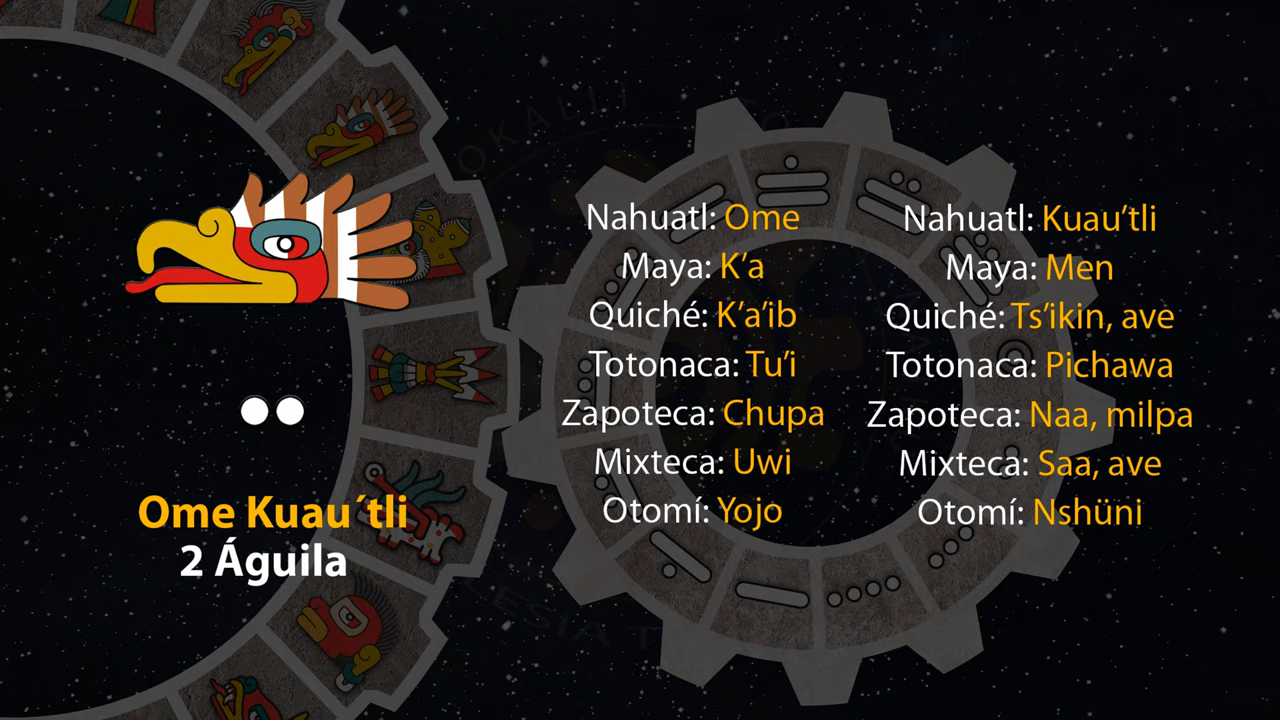 Ome Kuau´tli
2 Águila
Nahuatl: Ome
Maya: K’a
Quiché: K’a’ib
Totonaca: Tu’i
Zapoteca: Chupa
Mixteca: Uwi
Otomí: Yojo
Nahuatl: Kuau’tli
Maya: Men
Quiché: Ts’ikin, ave
Totonaca: Pichawa
Zapoteca: Naa, milpa
Mixteca: Saa, ave
Otomí: Nshüni